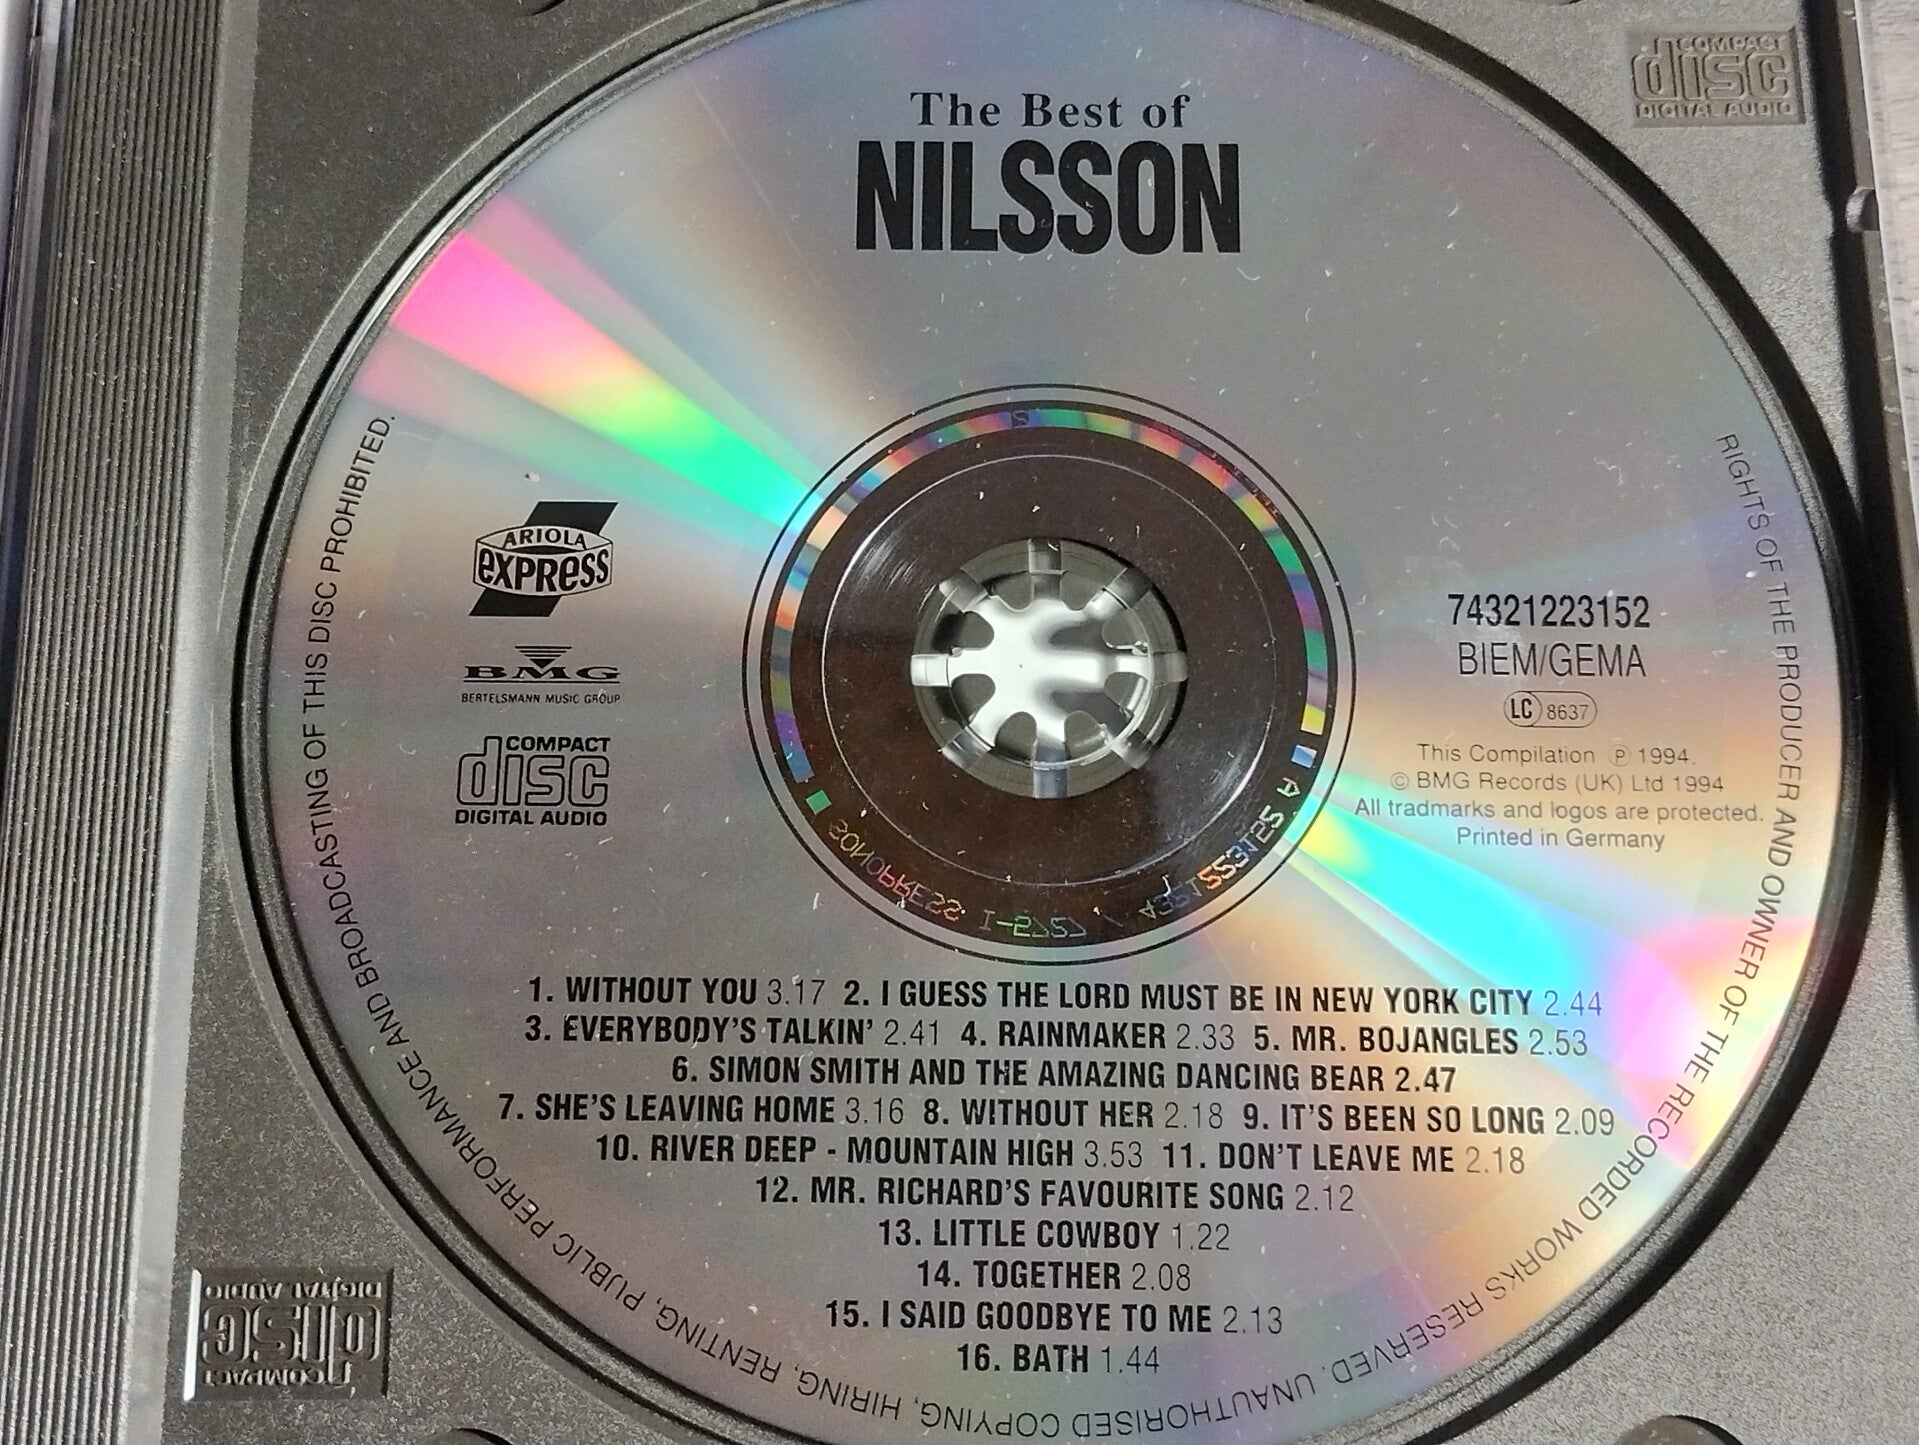 The Best of
NILSSON
COMPACT
disc
DIGITAL AUDIO
ARIOLA
EXPRESS
BMG
BERTELSMANN MUSIC GROUP
COMPACT
disc
DIGITAL AUDIO
74321223152
BIEM/GEMA
LC 8637
This Compilation ℗ 1994.
© BMG Records (UK) Ltd 1994
All tradmarks and logos are protected.
Printed in Germany
SONOPRESS
1. WITHOUT YOU 3.17 2. I GUESS THE LORD MUST BE IN NEW YORK CITY 2.44
3. EVERYBODY'S TALKIN' 2.41 4. RAINMAKER 2.33 5. MR. BOJANGLES 2.53
6. SIMON SMITH AND THE AMAZING DANCING BEAR 2.47
7. SHE'S LEAVING HOME 3.16 8. WITHOUT HER 2.18 9. IT'S BEEN SO LONG 2.09
10. RIVER DEEP - MOUNTAIN HIGH 3.53 11. DON'T LEAVE ME 2.18
12. MR. RICHARD'S FAVOURITE SONG 2.12
13. LITTLE COWBOY 1.22
14. TOGETHER 2.08
15. I SAID GOODBYE TO ME 2.13
16. BATH 1.44
RIGHTS OF THE PRODUCER AND OWNER OF THE RECORDED WORKS RESERVED. UNAUTHORISED COPYING, HIRING, RENTING, PUBLIC PERFORMANCE AND BROADCASTING OF THIS DISC PROHIBITED.
COMPACT
disc
DIGITAL AUDIO